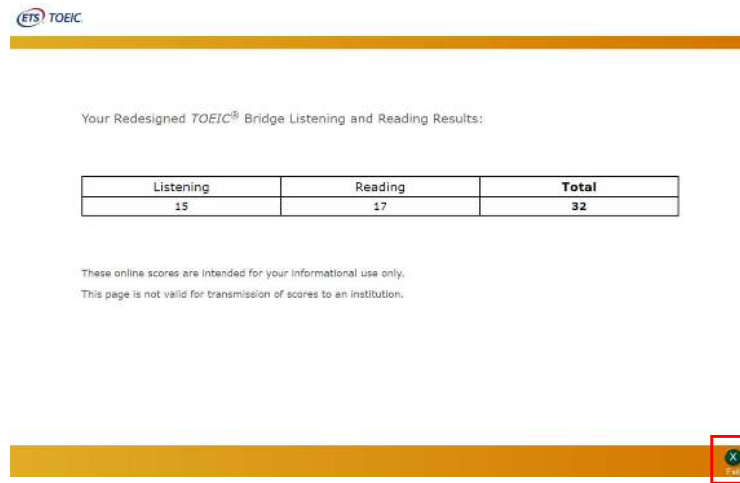 ETS TOEIC.
Your Redesigned TOEIC® Bridge Listening and Reading Results:
Listening Reading Total
15 17 32
These online scores are intended for your informational use only.
This page is not valid for transmission of scores to an institution.
X